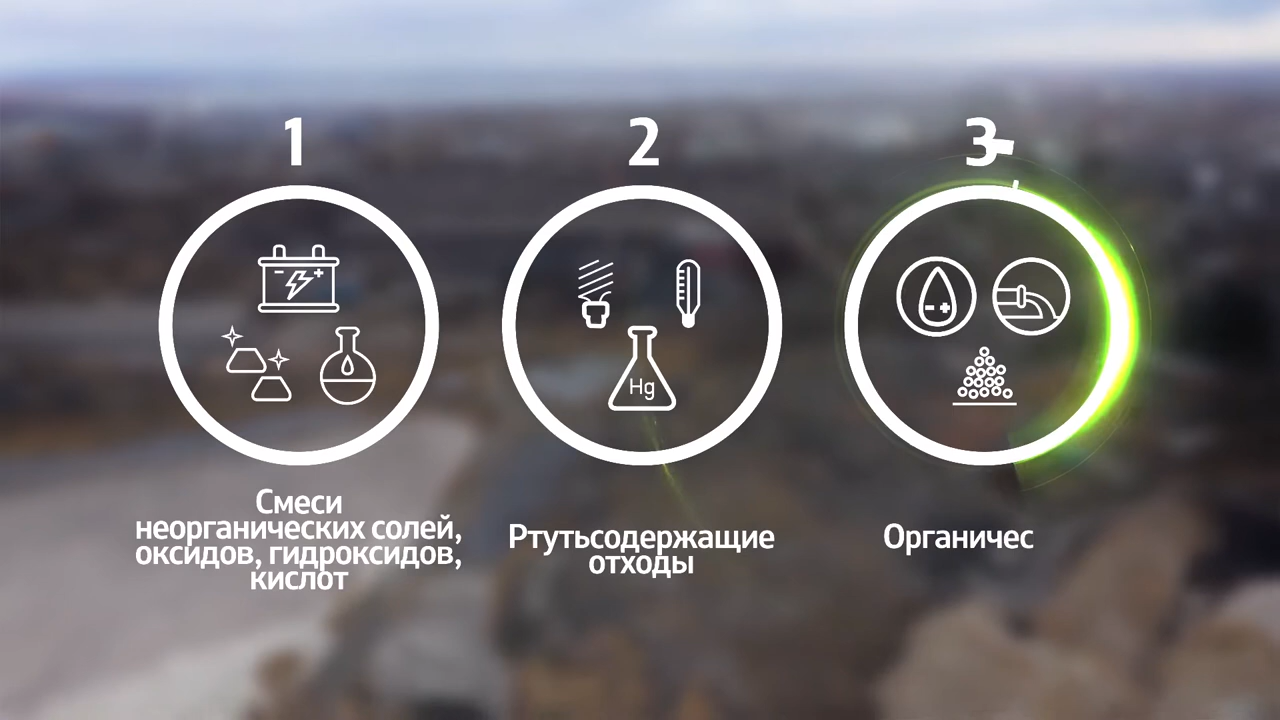 1
Смеси
неорганических солей,
оксидов, гидроксидов,
кислот
2
Hg
Ртутьсодержащие
отходы
3
Органичес